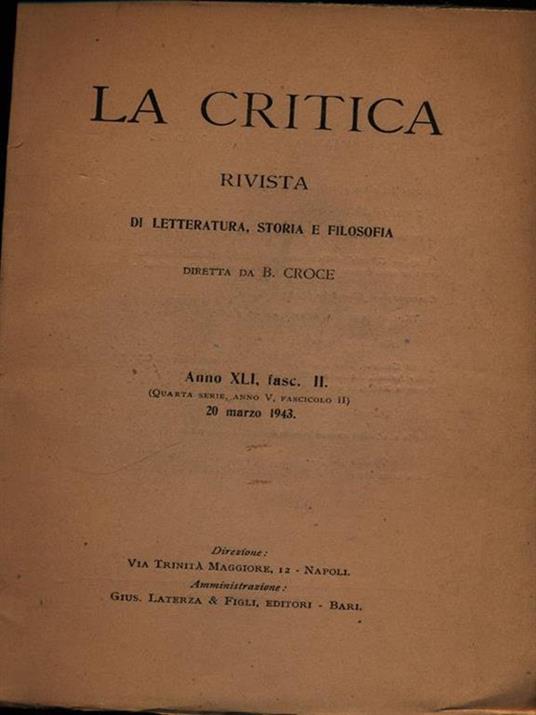 LA CRITICA
RIVISTA
DI LETTERATURA, STORIA E FILOSOFIA
DIRETTA DA B. CROCE
Anno XLI, fasc. II.
(QUARTA SERIE, ANNO V, FASCICOLO II)
20 marzo 1943.
Direzione:
VIA TRINITÀ MAGGIORE, 12 - NAPOLI.
Amministrazione:
GIUS. LATERZA & FIGLI, EDITORI - BARI.